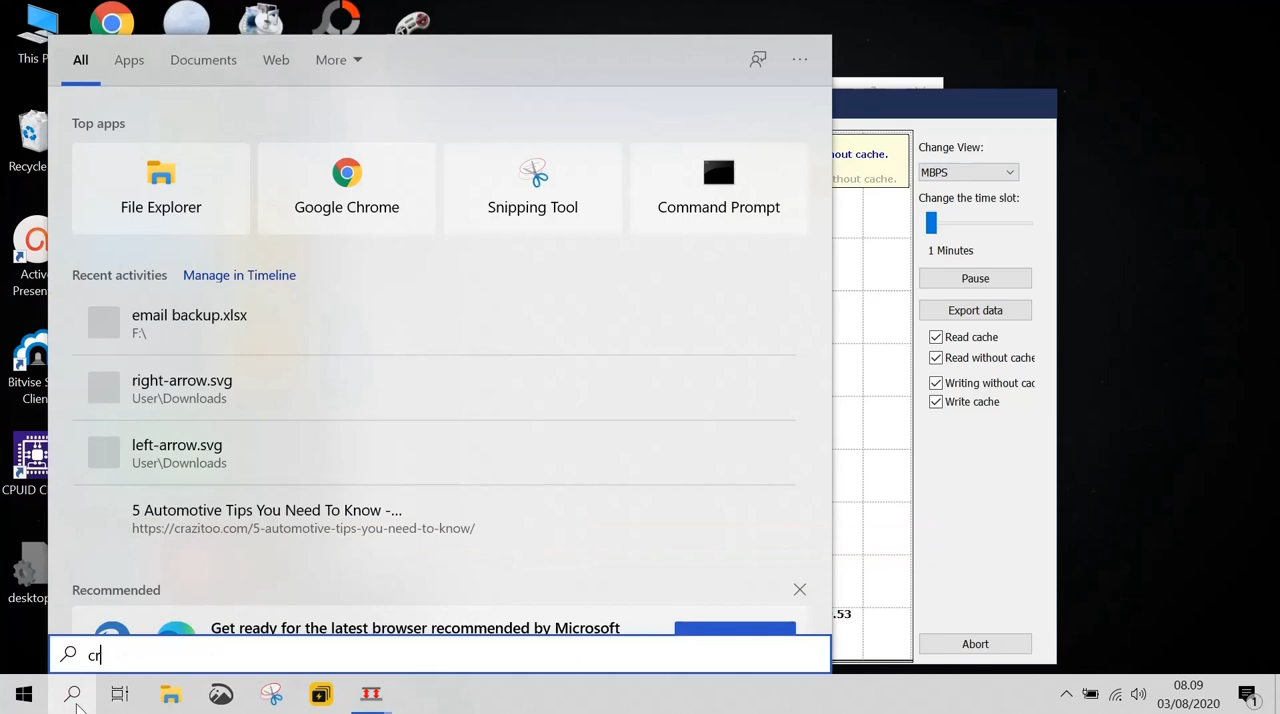 This P
Recycle
Active
Presen
Bitvise S
Clien
CPUID C
desktop
All
Apps
Documents
Web
More
Top apps
File Explorer
Google Chrome
Snipping Tool
Command Prompt
Recent activities
Manage in Timeline
email backup.xlsx
F:\
right-arrow.svg
User\Downloads
left-arrow.svg
User\Downloads
5 Automotive Tips You Need To Know -...
https://crazitoo.com/5-automotive-tips-you-need-to-know/
Recommended
Get ready for the latest browser recommended by Microsoft
cr
out cache.
thout cache.
.53
Change View:
MBPS
Change the time slot:
1 Minutes
Pause
Export data
Read cache
Read without cache
Writing without cac
Write cache
Abort
08.09
03/08/2020
1